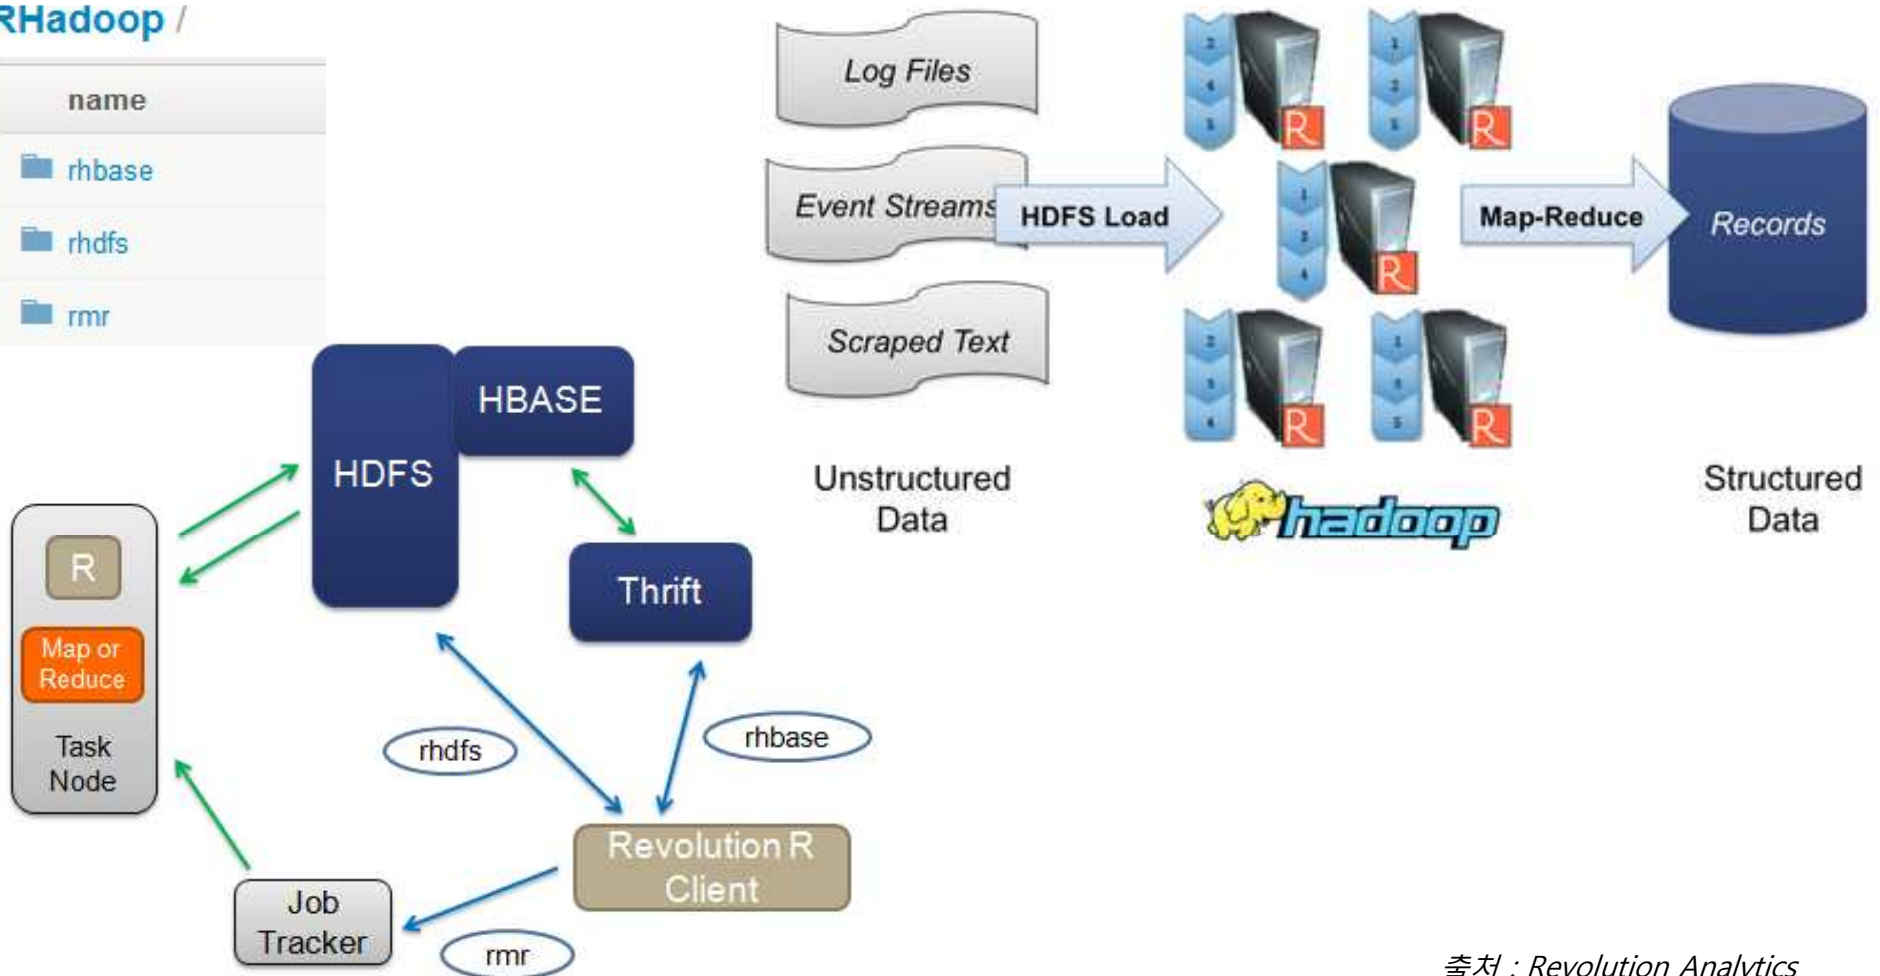 RHadoop /
name
rhbase
rhdfs
rmr
Log Files
Event Streams
Scraped Text
HDFS Load
Map-Reduce
Records
R
R
R
R
R
Unstructured
Data
hadoop
Structured
Data
HBASE
HDFS
Thrift
R
Map or
Reduce
Task
Node
rhdfs
rhbase
Revolution R
Client
Job
Tracker
rmr
출처 : Revolution Analytics